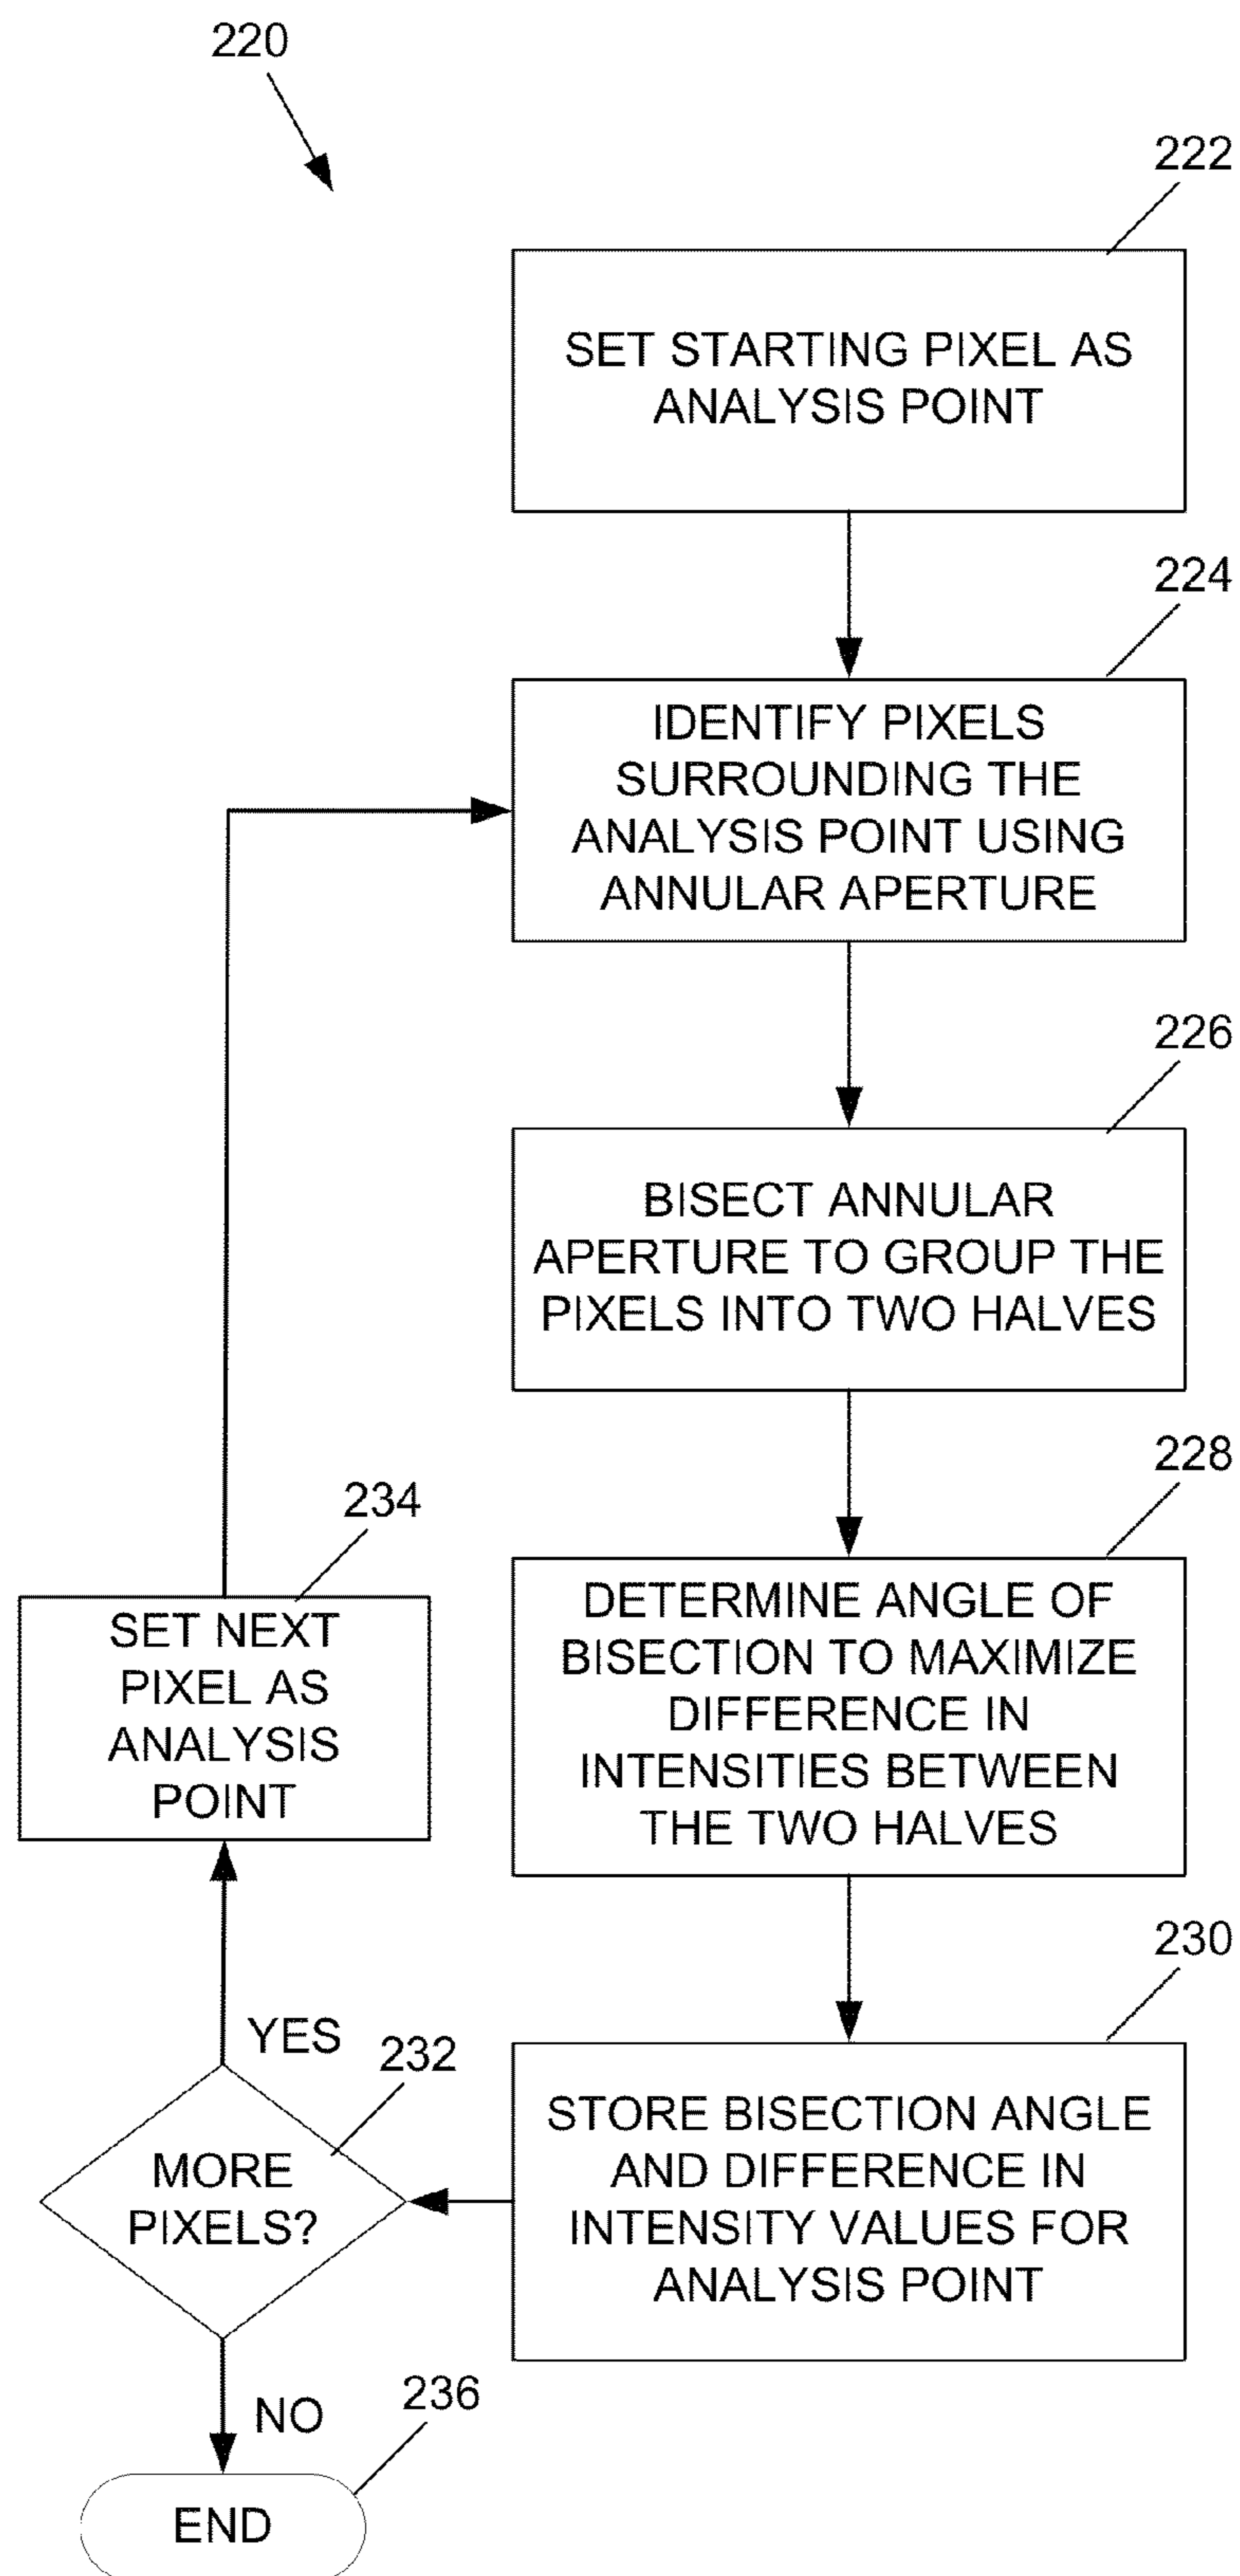 220
222
SET STARTING PIXEL AS
ANALYSIS POINT
224
IDENTIFY PIXELS
SURROUNDING THE
ANALYSIS POINT USING
ANNULAR APERTURE
226
BISECT ANNULAR
APERTURE TO GROUP THE
PIXELS INTO TWO HALVES
228
DETERMINE ANGLE OF
BISECTION TO MAXIMIZE
DIFFERENCE IN
INTENSITIES BETWEEN
THE TWO HALVES
230
STORE BISECTION ANGLE
AND DIFFERENCE IN
INTENSITY VALUES FOR
ANALYSIS POINT
232
MORE
PIXELS?
YES
234
SET NEXT
PIXEL AS
ANALYSIS
POINT
NO
236
END